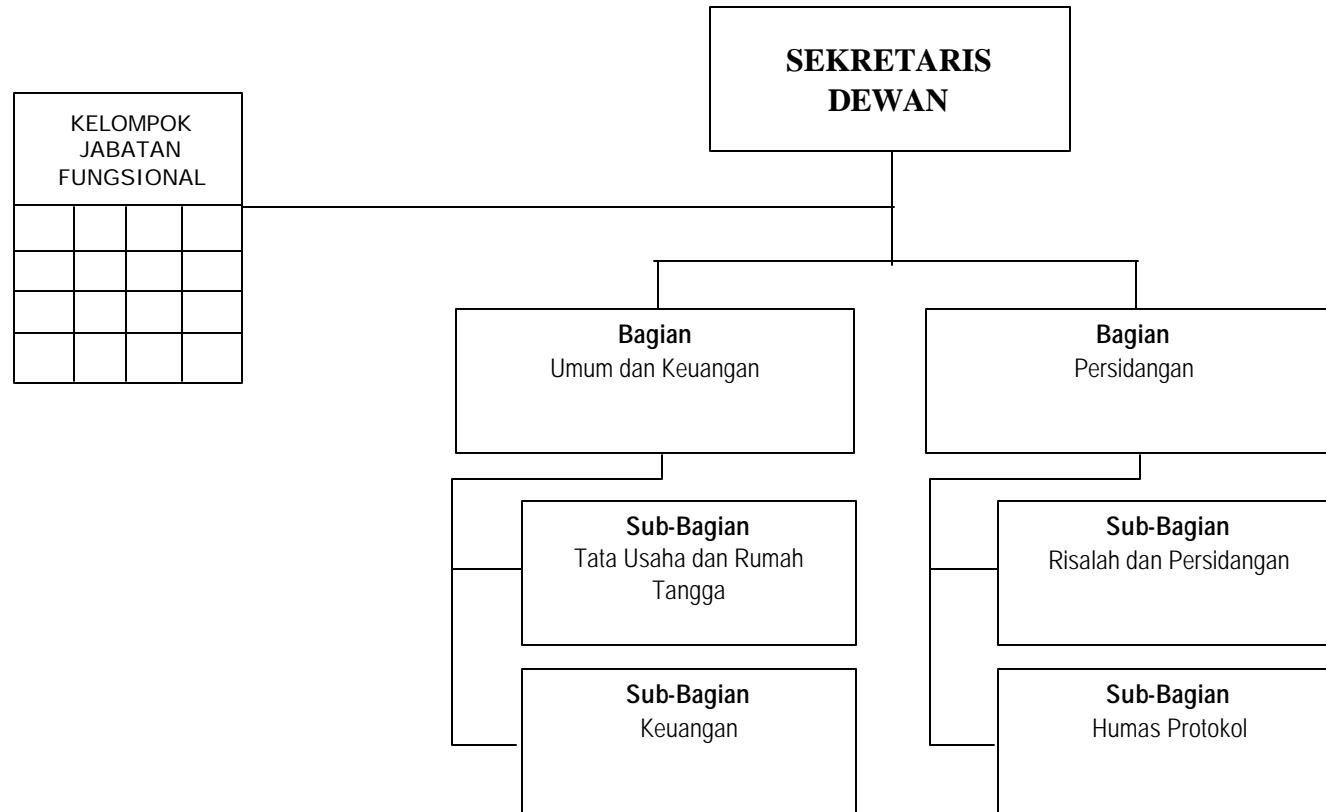 SEKRETARIS
DEWAN
KELOMPOK
JABATAN
FUNGSIONAL
Bagian
Umum dan Keuangan
Bagian
Persidangan
Sub-Bagian
Tata Usaha dan Rumah
Tangga
Sub-Bagian
Risalah dan Persidangan
Sub-Bagian
Keuangan
Sub-Bagian
Humas Protokol